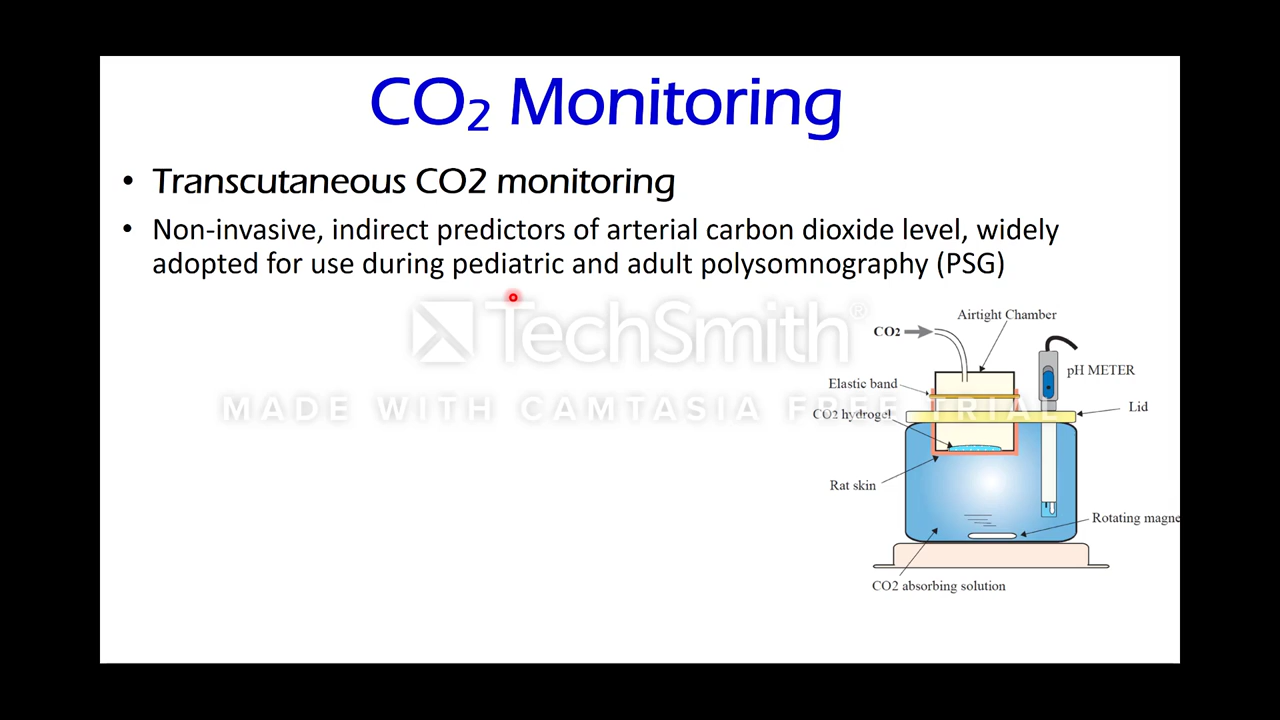 CO₂ Monitoring
• Transcutaneous CO2 monitoring
• Non-invasive, indirect predictors of arterial carbon dioxide level, widely
adopted for use during pediatric and adult polysomnography (PSG)
TechSmith®
MADE WITH CAMTASIA FREE TRIAL
Airtight Chamber
CO2
pH METER
Elastic band
Lid
CO2 hydrogel
Rat skin
Rotating magne
CO2 absorbing solution